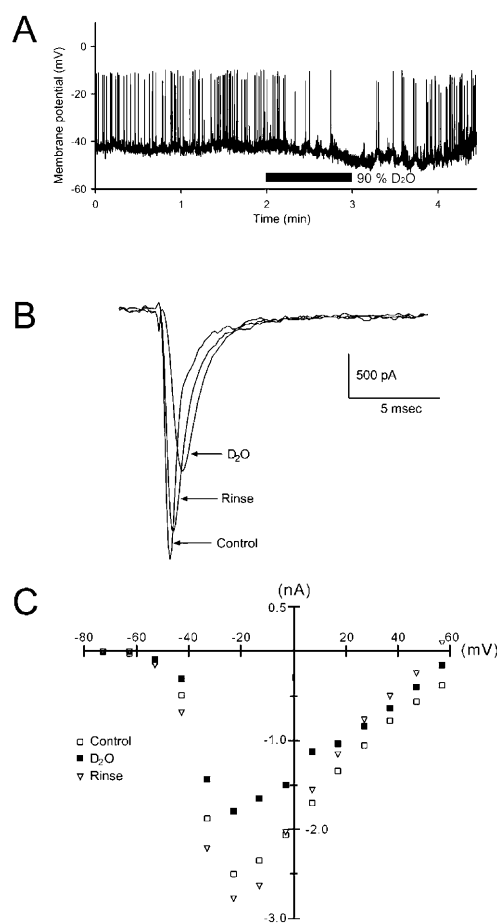 A
Membrane potential (mV)
0
-20
-40
-60
90 % D₂O
0 1 2 3 4
Time (min)
B
500 pA
5 msec
D₂O
Rinse
Control
C
(nA)
0.5
-80 -60 -40 -20 20 40 60
(mV)
Control
D₂O
Rinse
-1.0
-2.0
-3.0